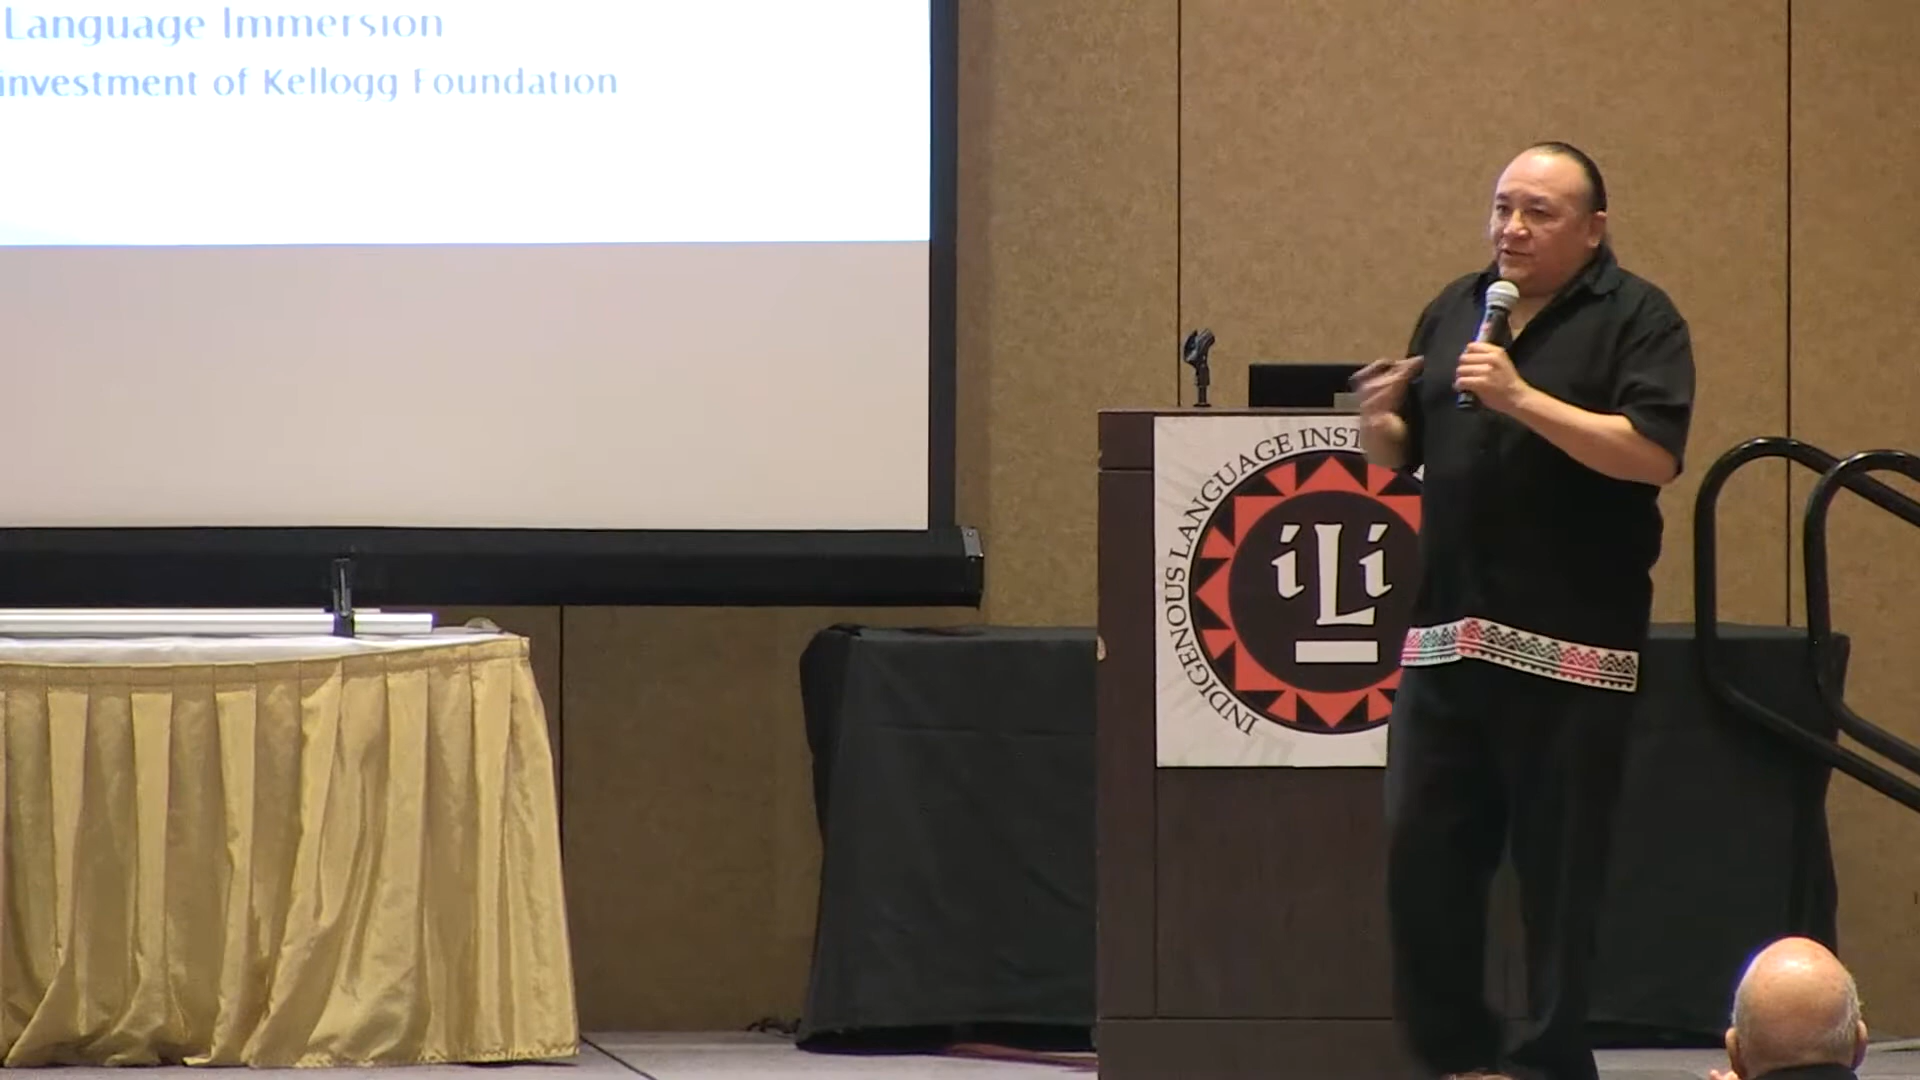 Language Immersion
investment of Kellogg Foundation
INDIGENOUS LANGUAGE INST
iLi